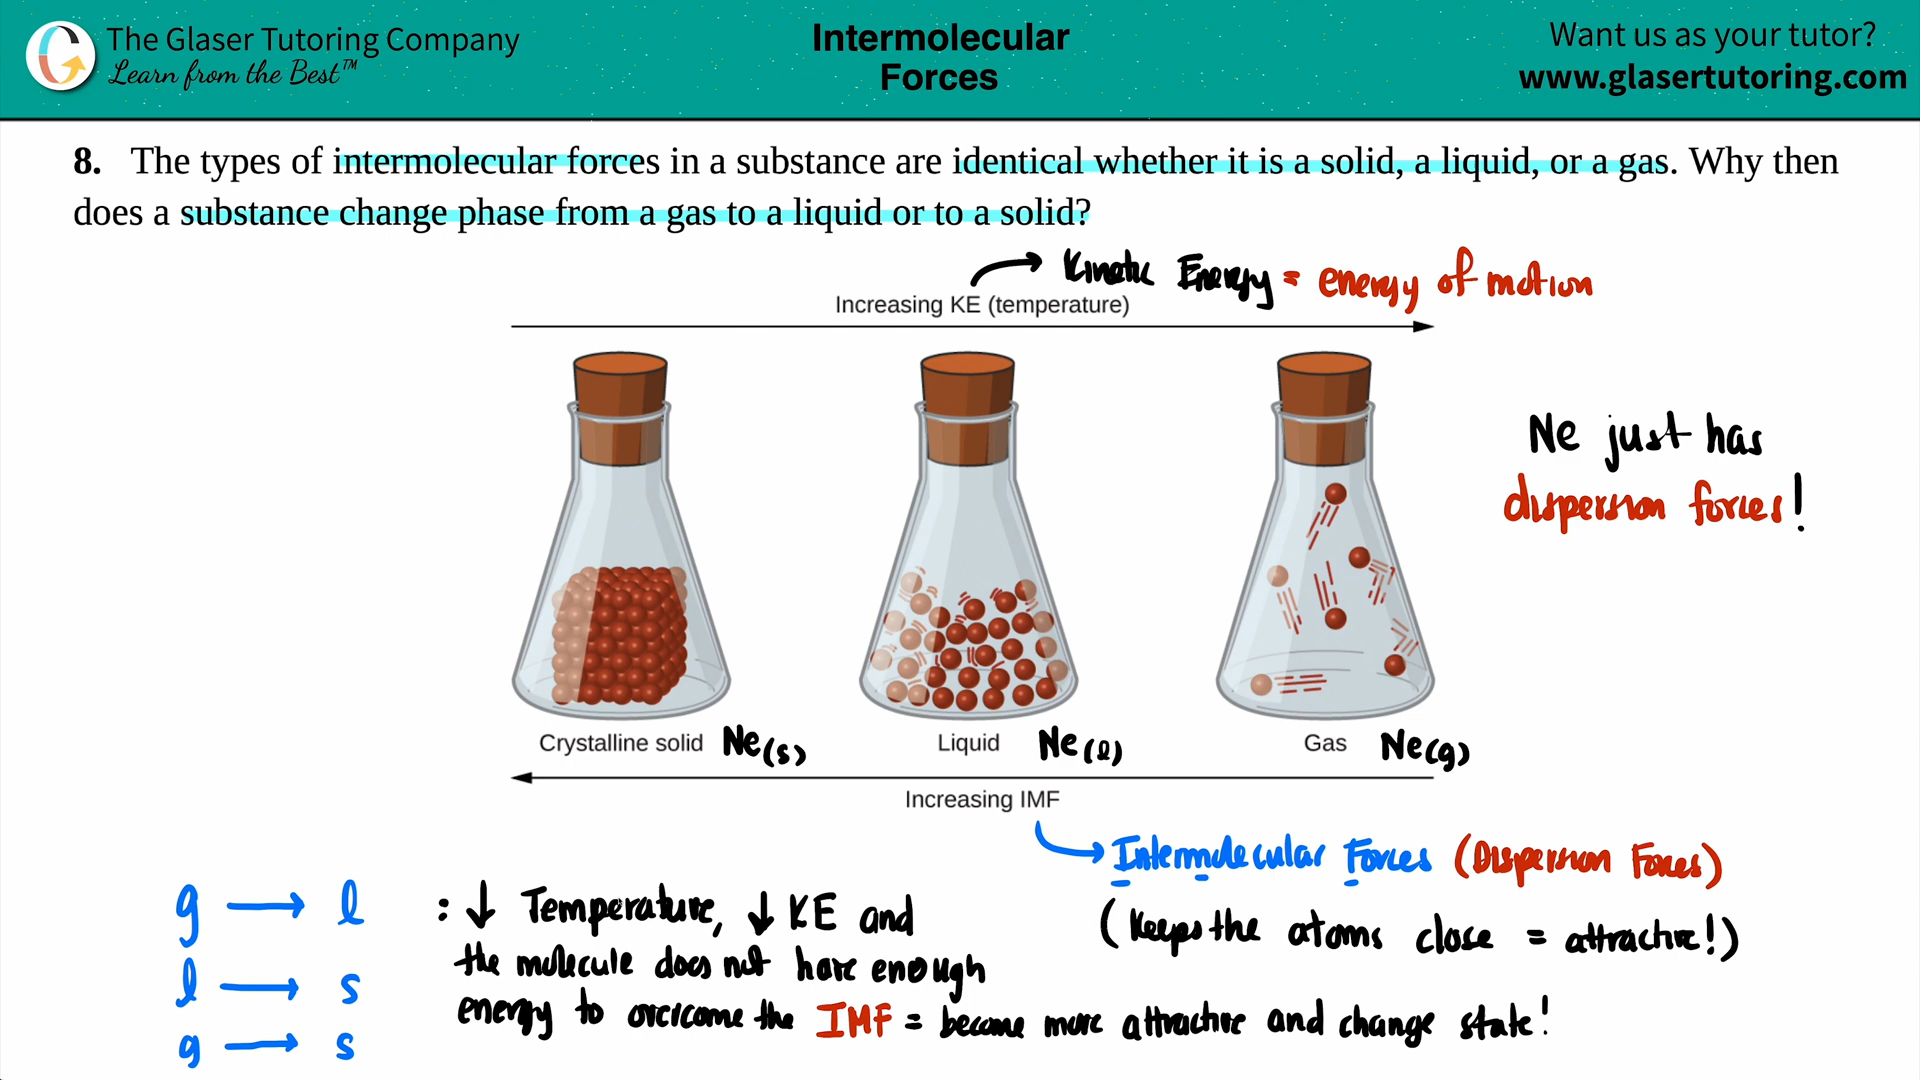 The Glaser Tutoring Company
Learn from the Best™
Intermolecular
Forces
Want us as your tutor?
www.glasertutoring.com
8. The types of intermolecular forces in a substance are identical whether it is a solid, a liquid, or a gas. Why then
does a substance change phase from a gas to a liquid or to a solid?
Kinetic Energy = energy of motion
Increasing KE (temperature)
Ne just has
dispersion forces!
Crystalline solid Ne(s)
Liquid Ne(l)
Gas Ne(g)
Increasing IMF
Intermolecular Forces (Dispersion Forces)
(keeps the atoms close = attractive!)
g → l : ↓ Temperature, ↓ KE and
the molecule does not have enough
l → s
energy to overcome the IMF = become more attractive and change state!
g → s